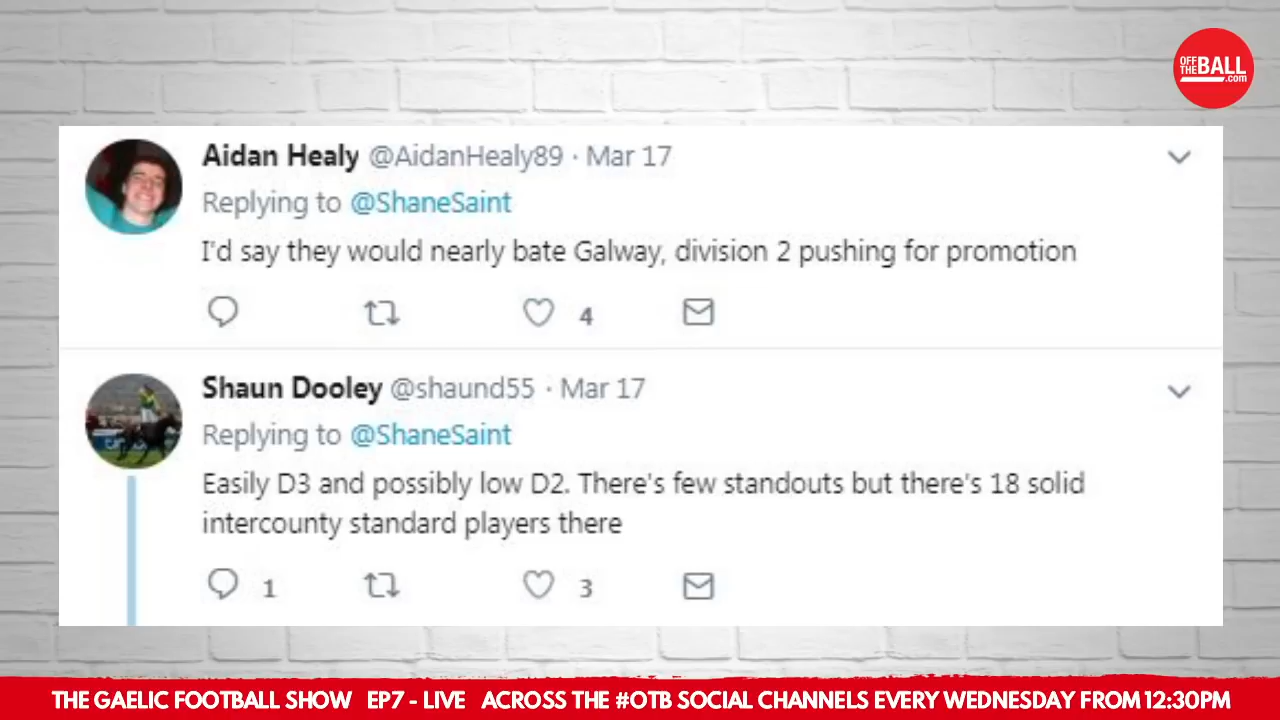 OFF
THE BALL
.com
Aidan Healy @AidanHealy89 · Mar 17
Replying to @ShaneSaint
I'd say they would nearly bate Galway, division 2 pushing for promotion
4
Shaun Dooley @shaund55 · Mar 17
Replying to @ShaneSaint
Easily D3 and possibly low D2. There's few standouts but there's 18 solid
intercounty standard players there
1 3
THE GAELIC FOOTBALL SHOW EP7 - LIVE ACROSS THE #OTB SOCIAL CHANNELS EVERY WEDNESDAY FROM 12:30PM